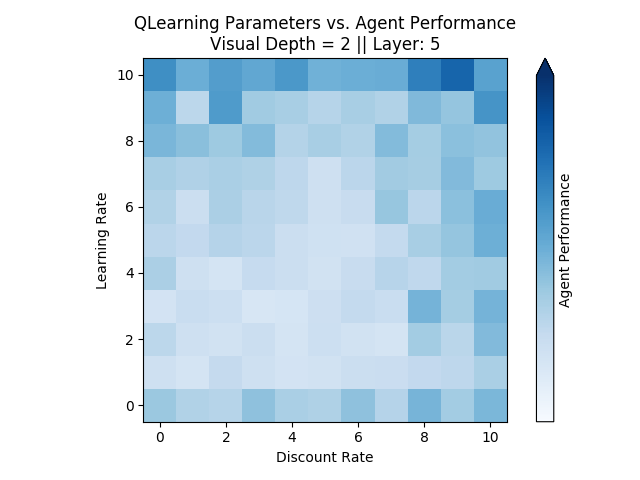 QLearning Parameters vs. Agent Performance
Visual Depth = 2 || Layer: 5
10
8
6
4
2
0
Learning Rate
0 2 4 6 8 10
Discount Rate
Agent Performance